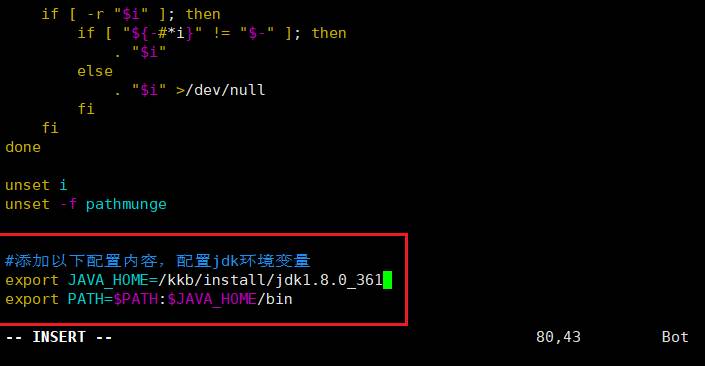 if [ -r "$i" ]; then
if [ "${-#*i}" != "$-" ]; then
. "$i"
else
. "$i" >/dev/null
fi
fi
done
unset i
unset -f pathmunge
#添加以下配置内容，配置jdk环境变量
export JAVA_HOME=/kkb/install/jdk1.8.0_361
export PATH=$PATH:$JAVA_HOME/bin
-- INSERT -- 80,43 Bot